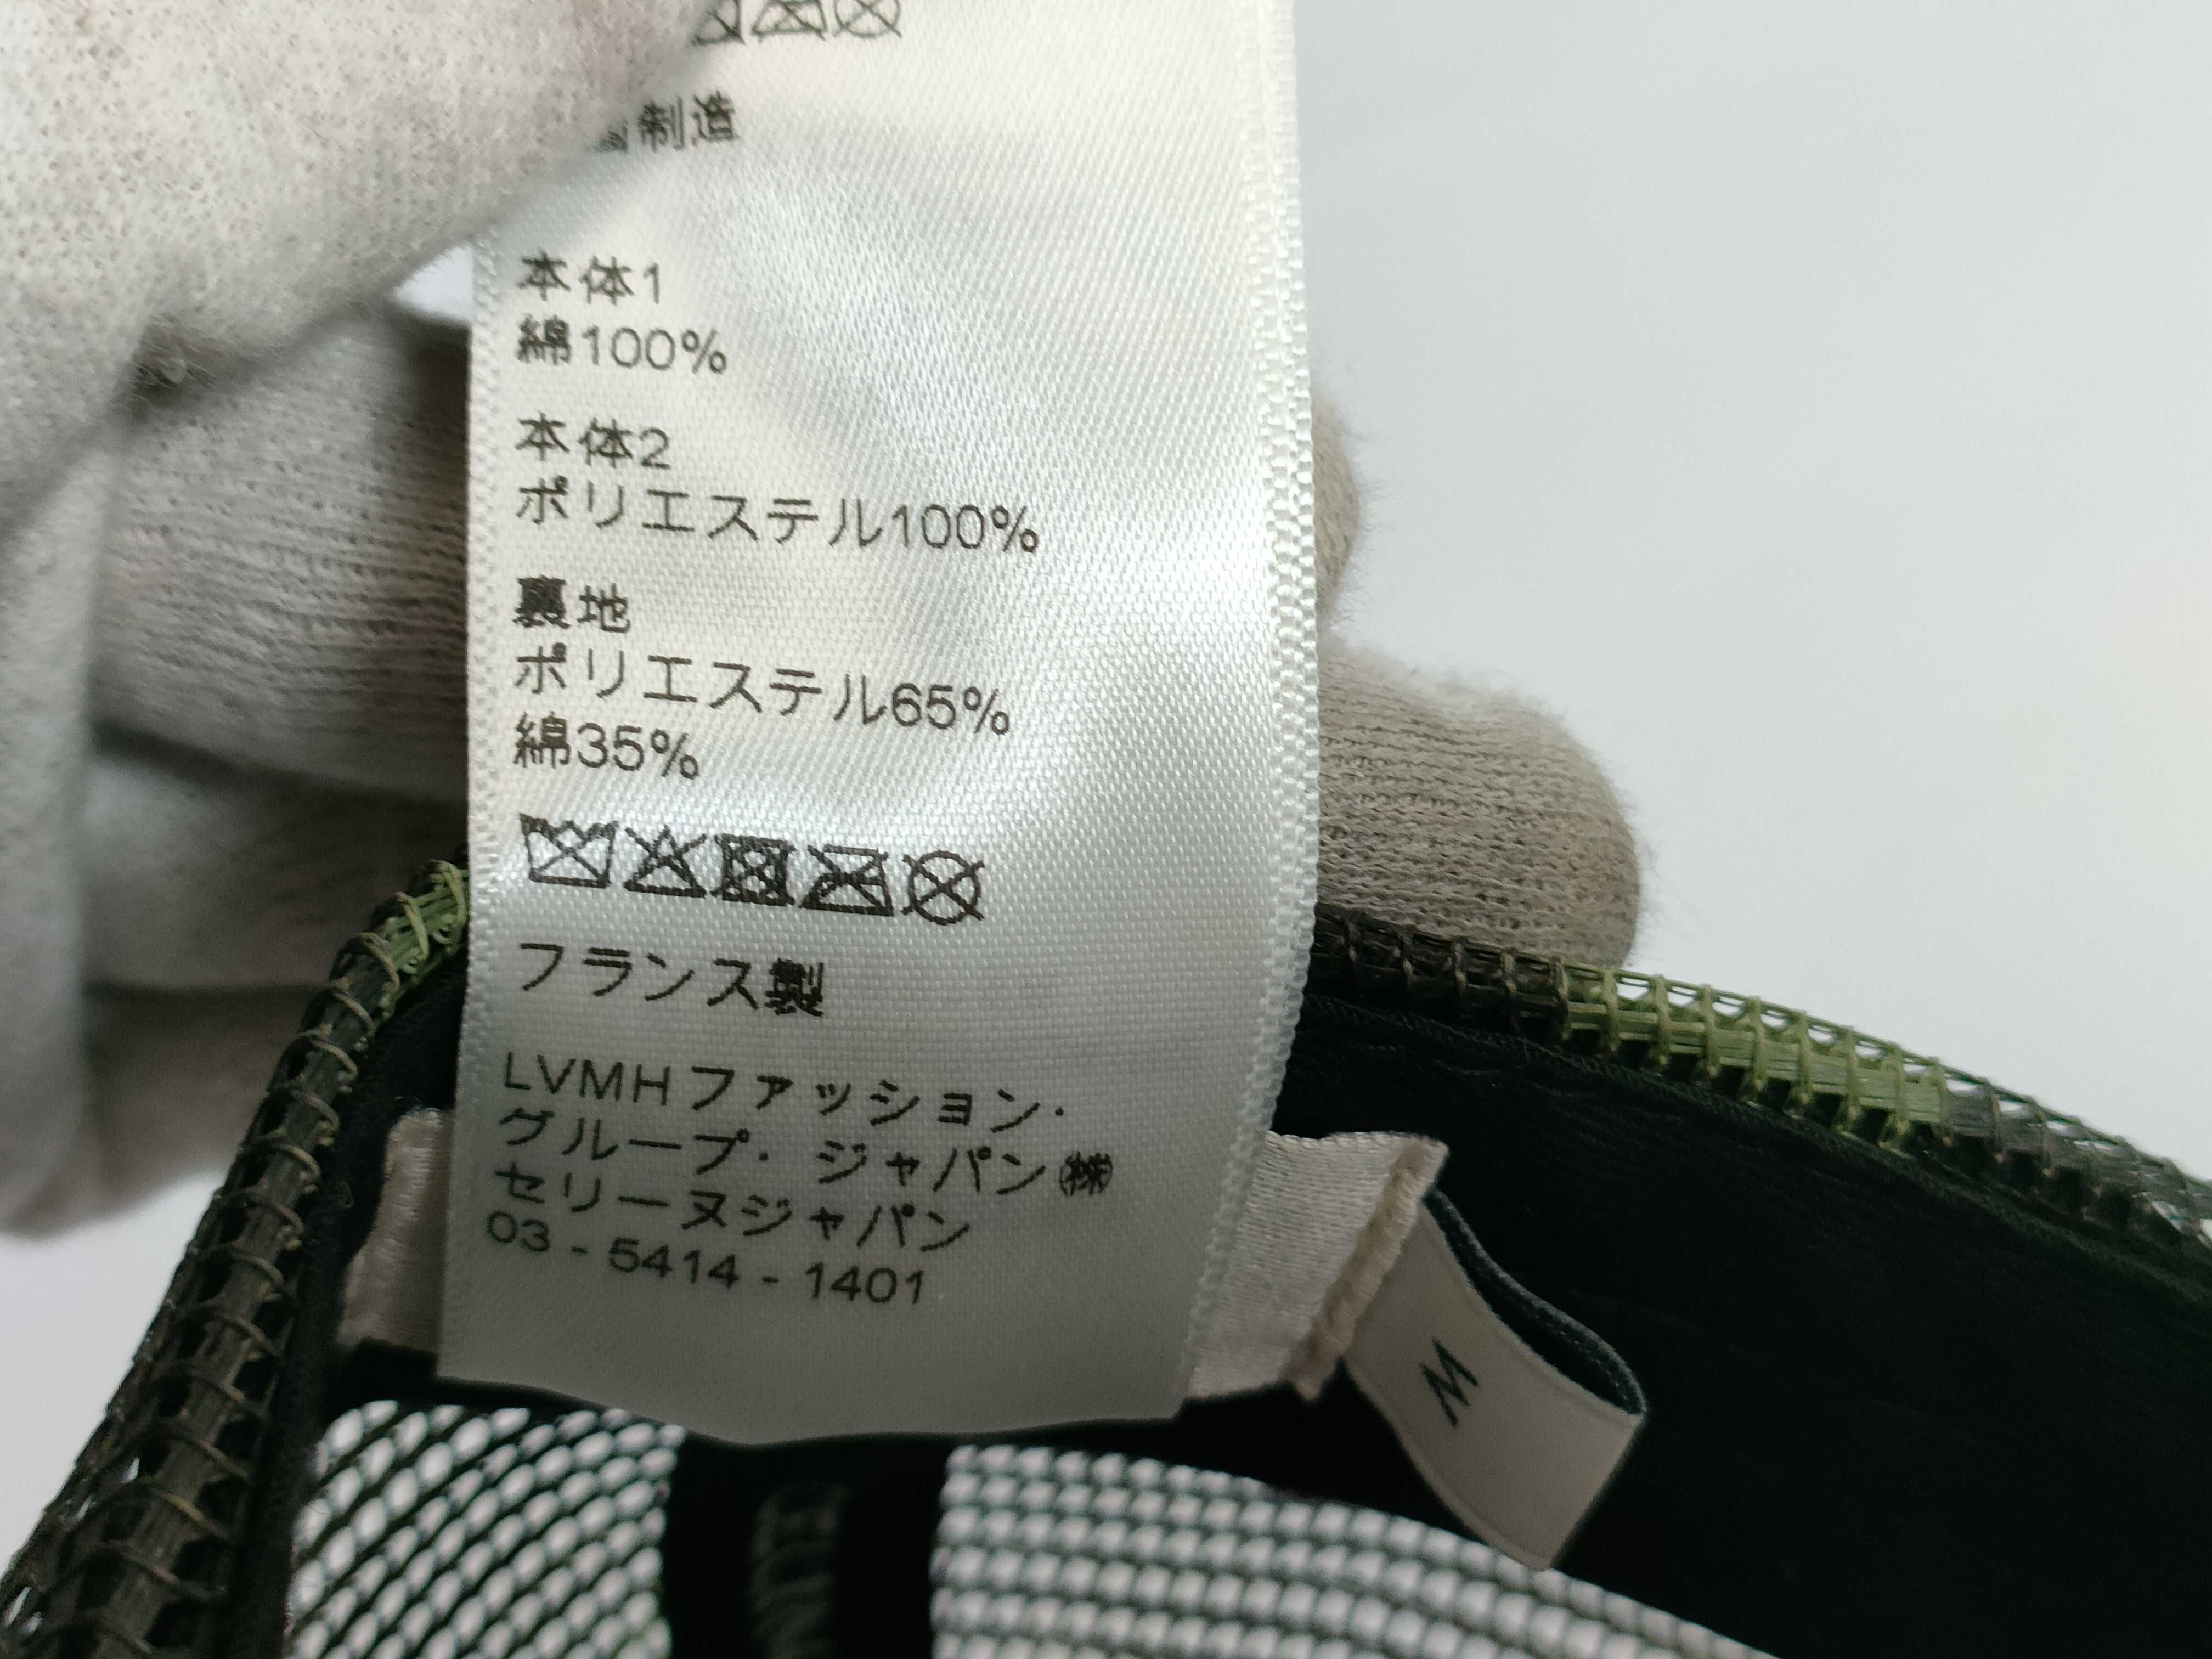 制造
本体1
綿100%
本体2
ポリエステル100%
裏地
ポリエステル65%
綿35%
フランス製
LVMHファッション・
グループ・ジャパン㈱
セリーヌジャパン
03-5414-1401
M